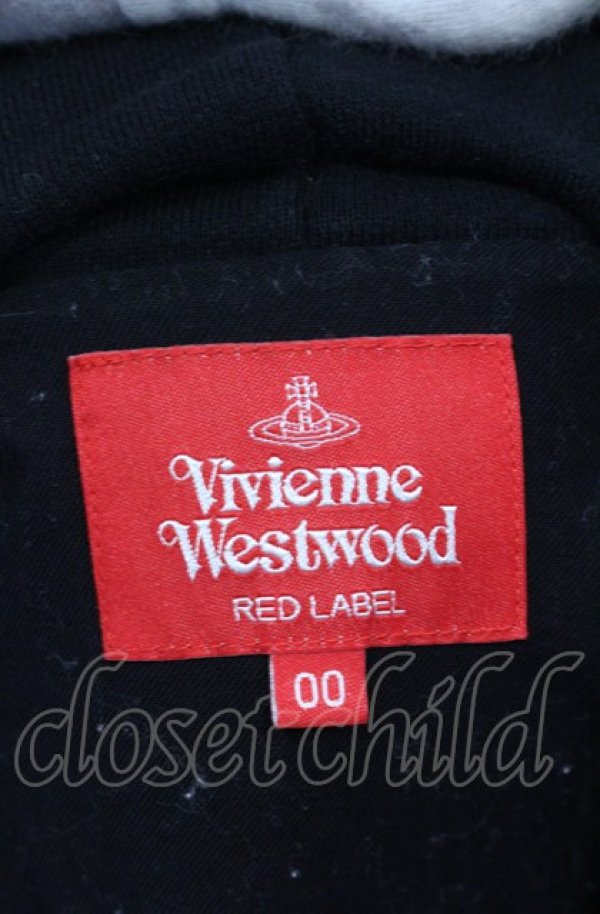 Vivienne
Westwood
RED LABEL
00
closet child